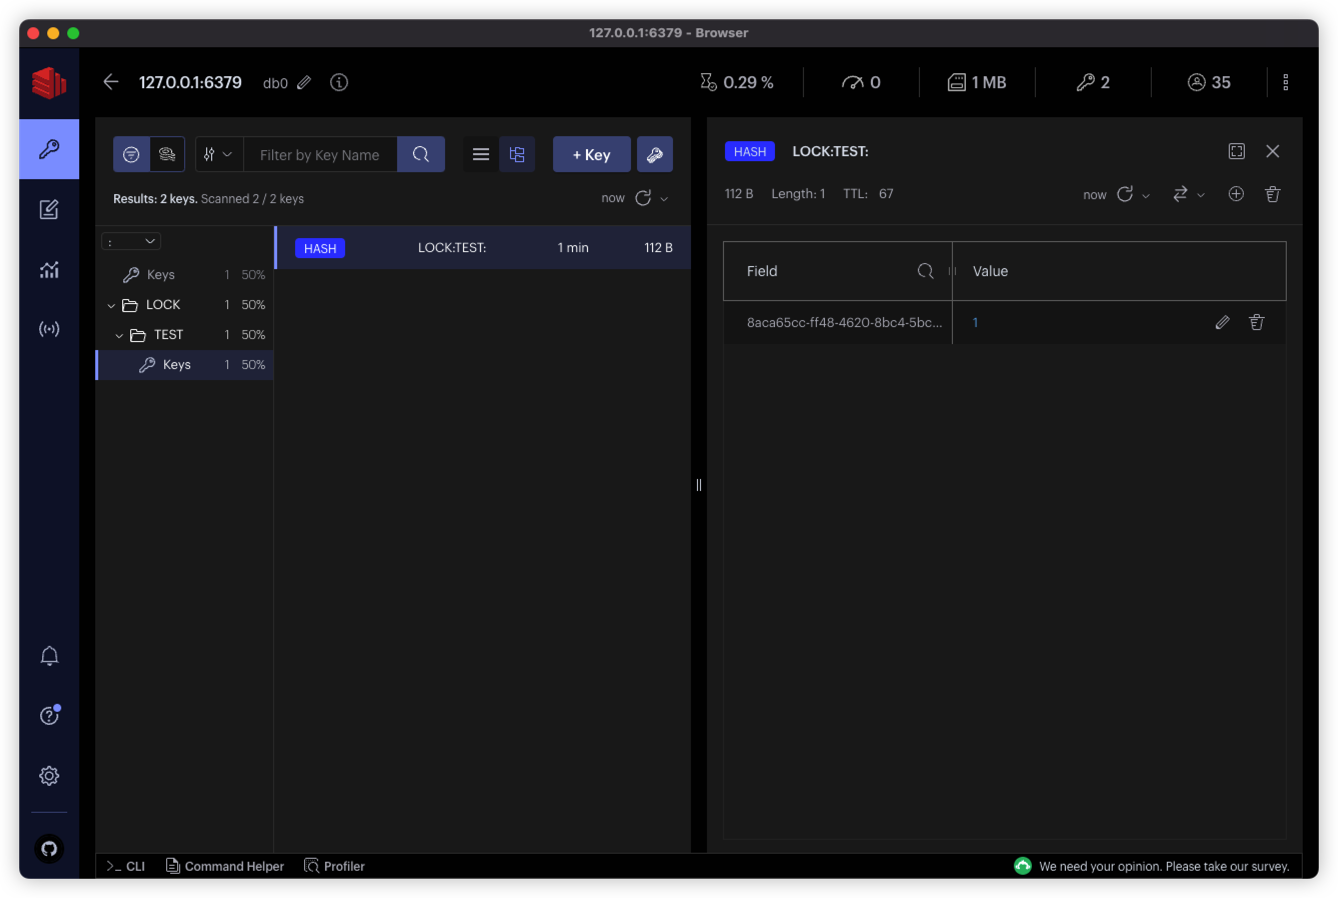 127.0.0.1:6379 - Browser
127.0.0.1:6379 db0 0.29 % 0 1 MB 2 35
Filter by Key Name + Key
Results: 2 keys. Scanned 2 / 2 keys now
:
Keys 1 50%
LOCK 1 50%
TEST 1 50%
Keys 1 50%
HASH LOCK:TEST: 1 min 112 B
HASH LOCK:TEST:
112 B Length: 1 TTL: 67 now
Field Value
8aca65cc-ff48-4620-8bc4-5bc... 1
>_ CLI Command Helper Profiler We need your opinion. Please take our survey.